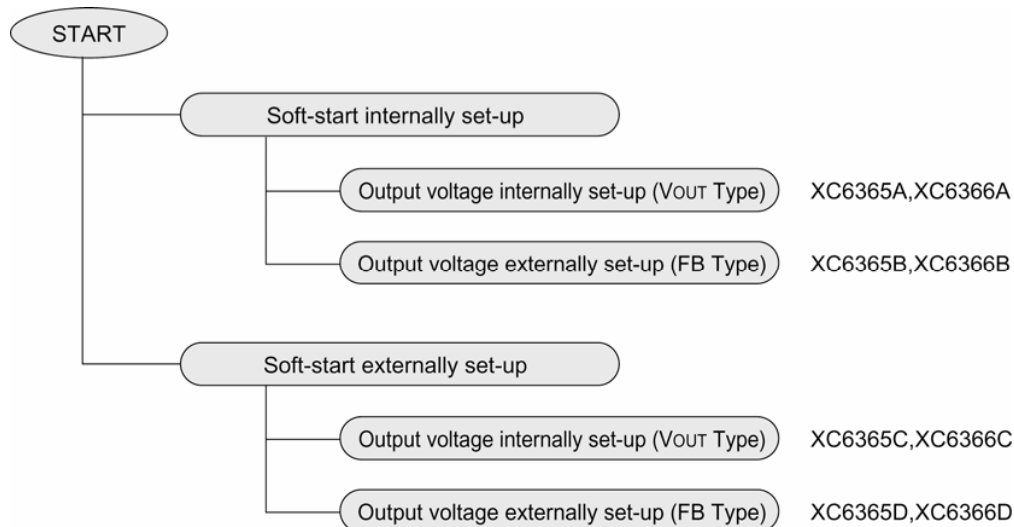 START
Soft-start internally set-up
Output voltage internally set-up (VOUT Type) XC6365A,XC6366A
Output voltage externally set-up (FB Type) XC6365B,XC6366B
Soft-start externally set-up
Output voltage internally set-up (VOUT Type) XC6365C,XC6366C
Output voltage externally set-up (FB Type) XC6365D,XC6366D